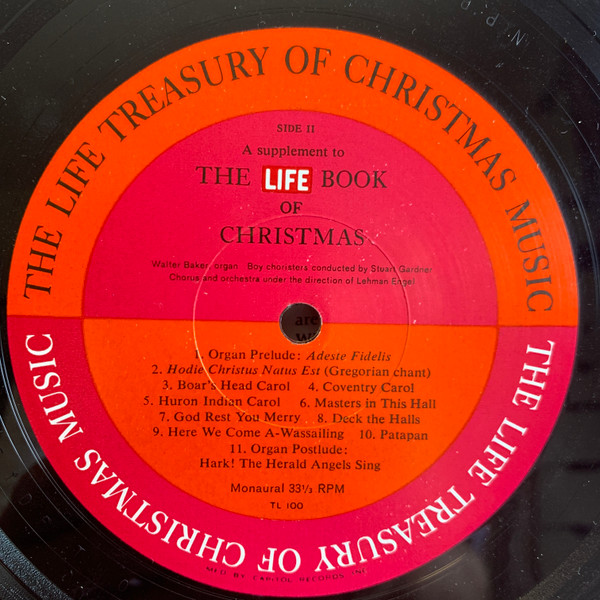 THE LIFE TREASURY OF CHRISTMAS MUSIC
SIDE II
A supplement to
THE LIFE BOOK
OF
CHRISTMAS
Walter Baker, organ Boy choristers conducted by Stuart Gardner
Chorus and orchestra under the direction of Lehman Engel
are
1. Organ Prelude: Adeste Fidelis
2. Hodie Christus Natus Est (Gregorian chant)
3. Boar's Head Carol 4. Coventry Carol
5. Huron Indian Carol 6. Masters in This Hall
7. God Rest You Merry 8. Deck the Halls
9. Here We Come A-Wassailing 10. Patapan
11. Organ Postlude:
Hark! The Herald Angels Sing
Monaural 33⅓ RPM
TL 100
THE LIFE TREASURY OF CHRISTMAS MUSIC
MFD BY CAPITOL RECORDS INC